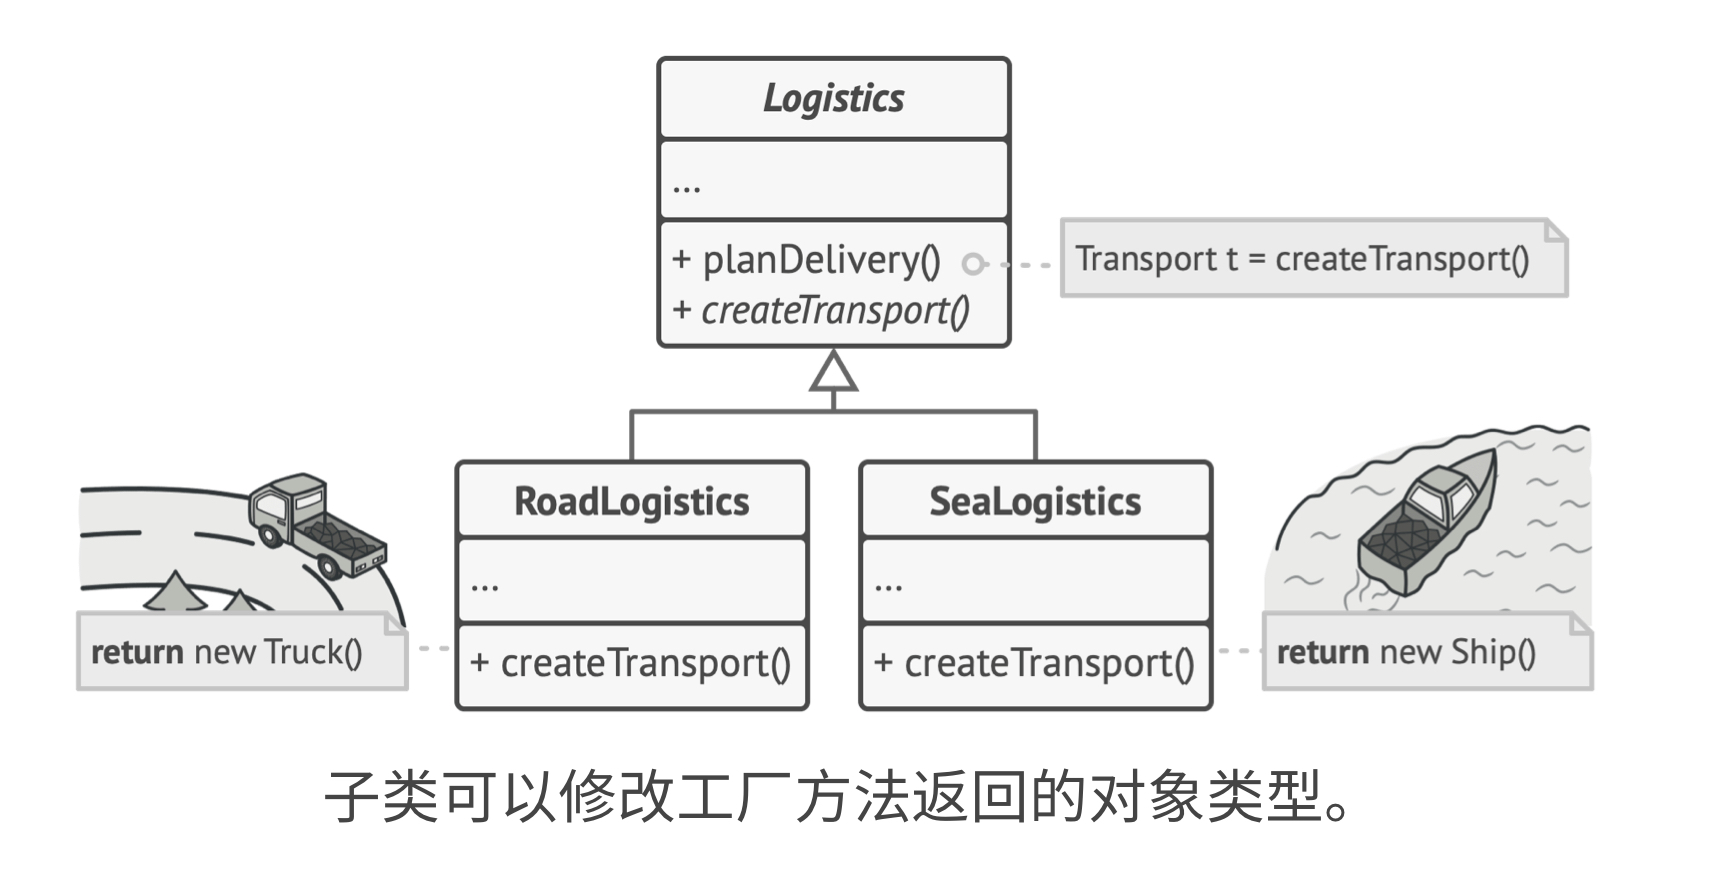 Logistics
...
+ planDelivery()
Transport t = createTransport()
+ createTransport()
RoadLogistics
...
+ createTransport()
SeaLogistics
...
+ createTransport()
return new Truck()
return new Ship()
子类可以修改工厂方法返回的对象类型。